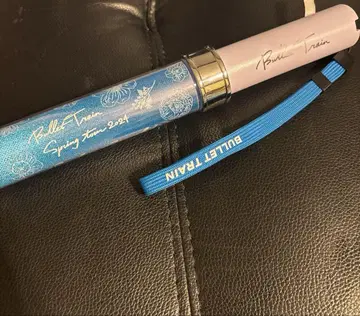 Bullet Train
Bullet Train
Spring tour 2024
BULLET TRAIN